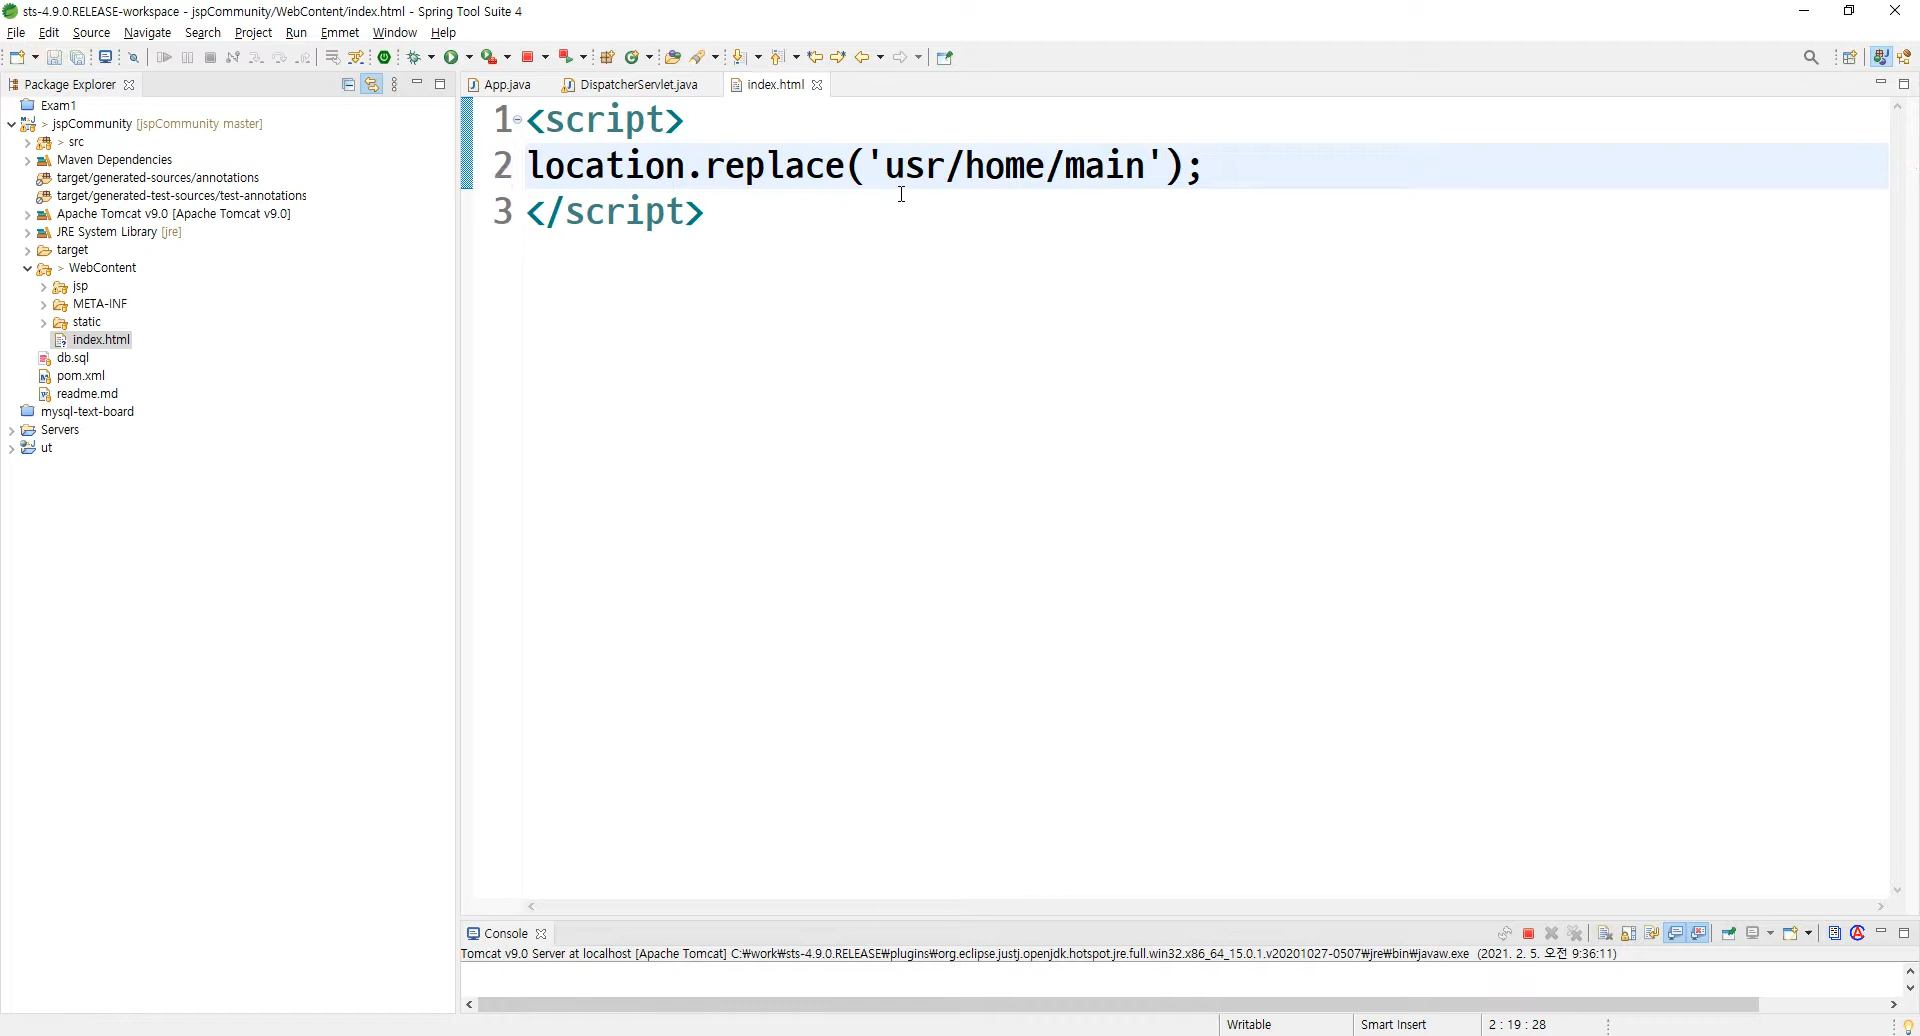 sts-4.9.0.RELEASE-workspace - jspCommunity/WebContent/index.html - Spring Tool Suite 4
File Edit Source Navigate Search Project Run Emmet Window Help
Package Explorer
App.java
DispatcherServlet.java
index.html
Exam1
> jspCommunity [jspCommunity master]
> src
Maven Dependencies
target/generated-sources/annotations
target/generated-test-sources/test-annotations
Apache Tomcat v9.0 [Apache Tomcat v9.0]
JRE System Library [jre]
target
> WebContent
jsp
META-INF
static
index.html
db.sql
pom.xml
readme.md
mysql-text-board
Servers
ut
1 <script>
2 location.replace('usr/home/main');
3 </script>
Console
Tomcat v9.0 Server at localhost [Apache Tomcat] C:₩work₩sts-4.9.0.RELEASE₩plugins₩org.eclipse.justj.openjdk.hotspot.jre.full.win32.x86_64_15.0.1.v20201027-0507₩jre₩bin₩javaw.exe (2021. 2. 5. 오전 9:36:11)
Writable
Smart Insert
2 : 19 : 28